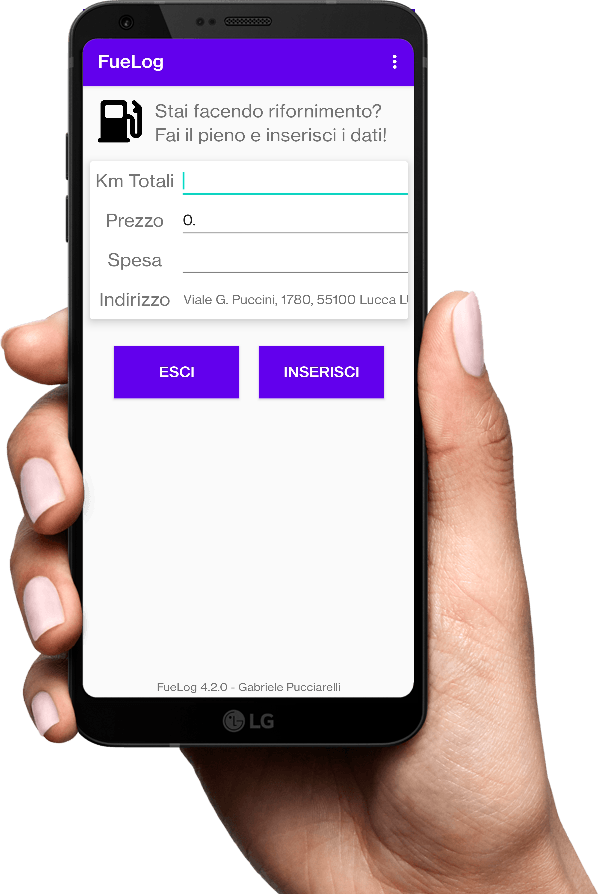 FueLog
Stai facendo rifornimento?
Fai il pieno e inserisci i dati!
Km Totali
Prezzo 0.
Spesa
Indirizzo Viale G. Puccini, 1780, 55100 Lucca LU
ESCI INSERISCI
FueLog 4.2.0 - Gabriele Pucciarelli
LG